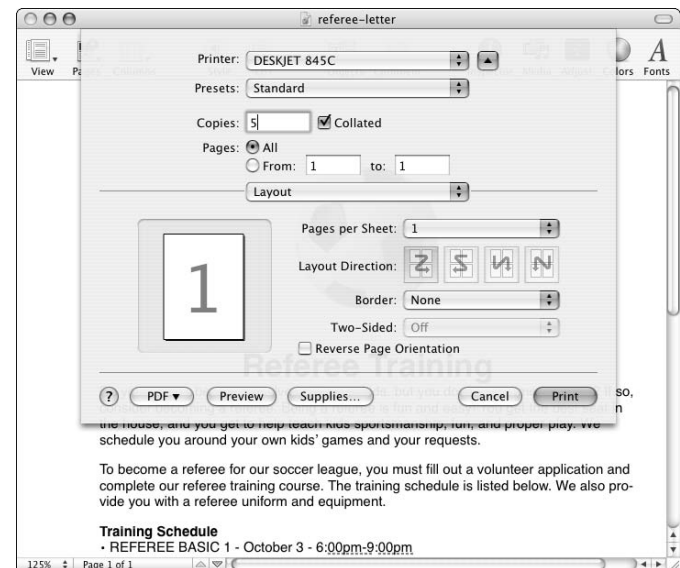 referee-letter
View
Colors Fonts
Printer: DESKJET 845C
Presets: Standard
Copies: 5 Collated
Pages: All
From: 1 to: 1
Layout
1
Pages per Sheet: 1
Layout Direction:
Border: None
Two-Sided: Off
Reverse Page Orientation
Referee Training
? PDF Preview Supplies... Cancel Print
so,
the house, and you get to help teach kids sportsmanship, fun, and proper play. We
schedule you around your own kids' games and your requests.
To become a referee for our soccer league, you must fill out a volunteer application and
complete our referee training course. The training schedule is listed below. We also pro-
vide you with a referee uniform and equipment.
Training Schedule
• REFEREE BASIC 1 - October 3 - 6:00pm-9:00pm
125% Page 1 of 1